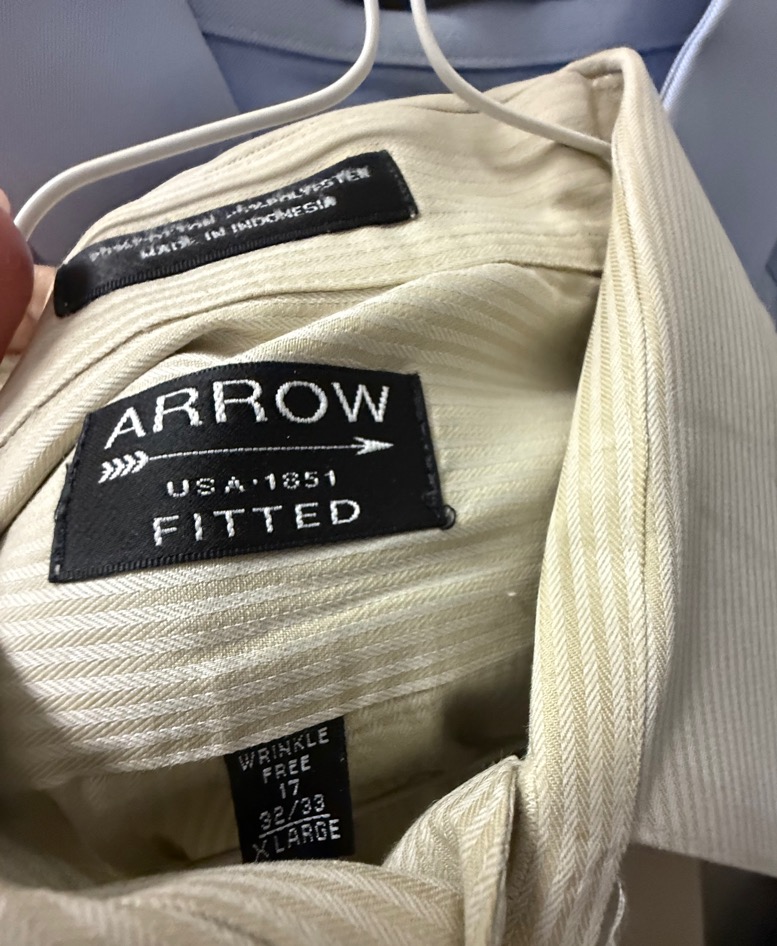 MADE IN INDONESIA
ARROW
USA·1851
FITTED
WRINKLE
FREE
17
32/33
X LARGE